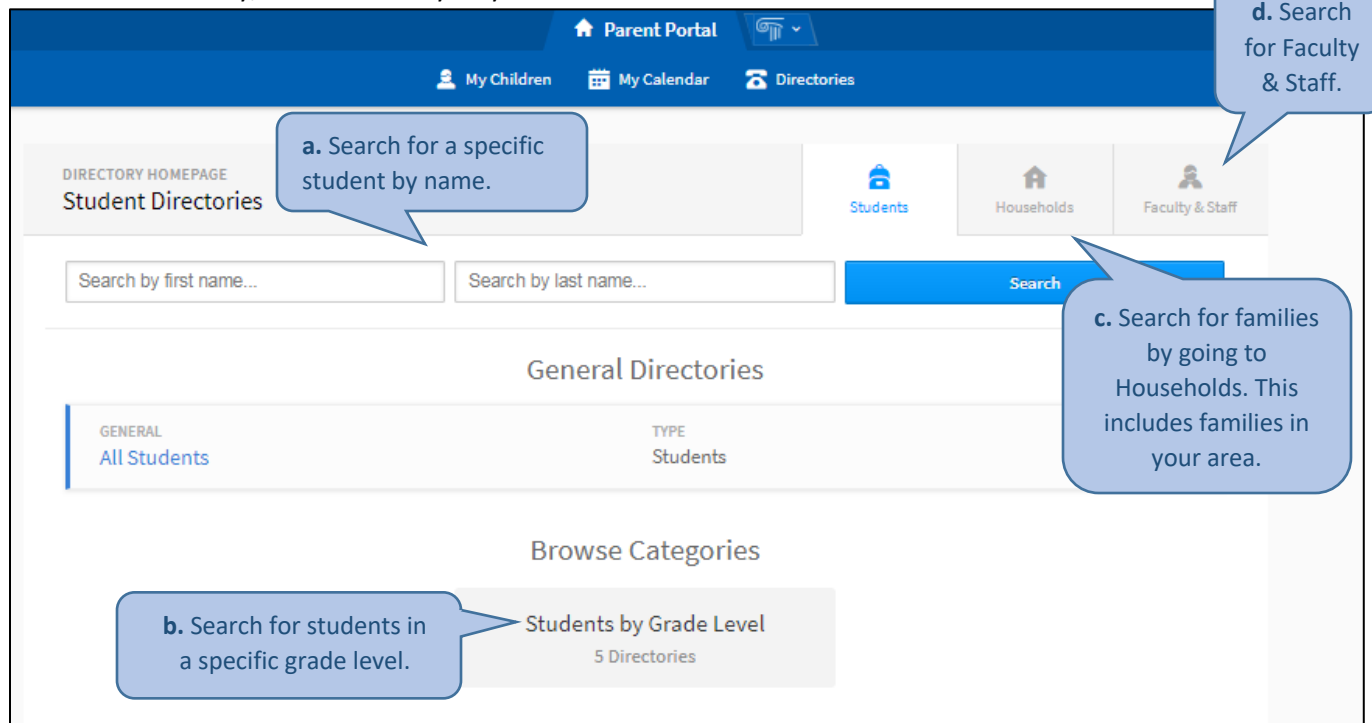 Parent Portal
My Children My Calendar Directories
d. Search
for Faculty
& Staff.
a. Search for a specific
student by name.
DIRECTORY HOMEPAGE
Student Directories
Students Households Faculty & Staff
Search by first name... Search by last name... Search
c. Search for families
by going to
Households. This
includes families in
your area.
General Directories
GENERAL TYPE
All Students Students
Browse Categories
Students by Grade Level
5 Directories
b. Search for students in
a specific grade level.